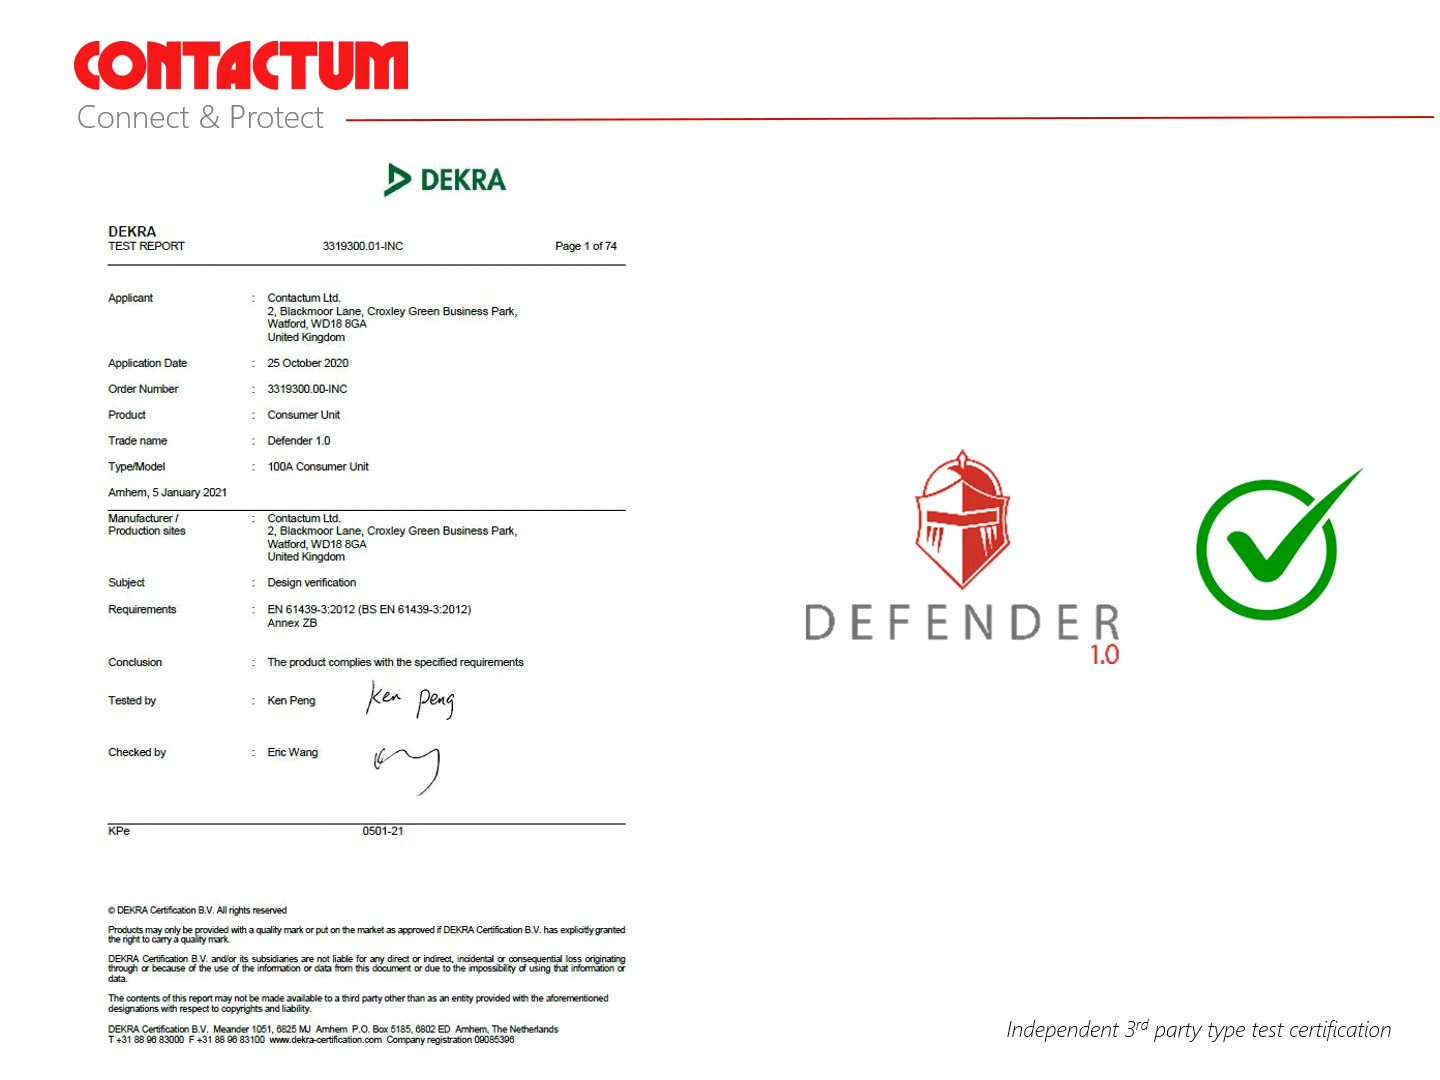 CONTACTUM
Connect & Protect
DEKRA
DEKRA
TEST REPORT 3319300.01-INC Page 1 of 74
Applicant : Contactum Ltd.
2, Blackmoor Lane, Croxley Green Business Park,
Watford, WD18 8GA
United Kingdom
Application Date : 25 October 2020
Order Number : 3319300.00-INC
Product : Consumer Unit
Trade name : Defender 1.0
Type/Model : 100A Consumer Unit
Arnhem, 5 January 2021
Manufacturer / : Contactum Ltd.
Production sites 2, Blackmoor Lane, Croxley Green Business Park,
Watford, WD18 8GA
United Kingdom
Subject : Design verification
Requirements : EN 61439-3:2012 (BS EN 61439-3:2012)
Annex ZB
Conclusion : The product complies with the specified requirements
Tested by : Ken Peng Ken Peng
Checked by : Eric Wang
KPe 0501-21
© DEKRA Certification B.V. All rights reserved
Products may only be provided with a quality mark or put on the market as approved if DEKRA Certification B.V. has explicitly granted
the right to carry a quality mark.
DEKRA Certification B.V. and/or its subsidiaries are not liable for any direct or indirect, incidental or consequential loss originating
through or because of the use of the information or data from this document or due to the impossibility of using that information or
data.
The contents of this report may not be made available to a third party other than as an entity provided with the aforementioned
designations with respect to copyrights and liability.
DEKRA Certification B.V. Meander 1051, 6825 MJ Arnhem P.O. Box 5185, 6802 ED Arnhem, The Netherlands
T +31 88 96 83000 F +31 88 96 83100 www.dekra-certification.com Company registration 09085396
DEFENDER
1.0
Independent 3rd party type test certification